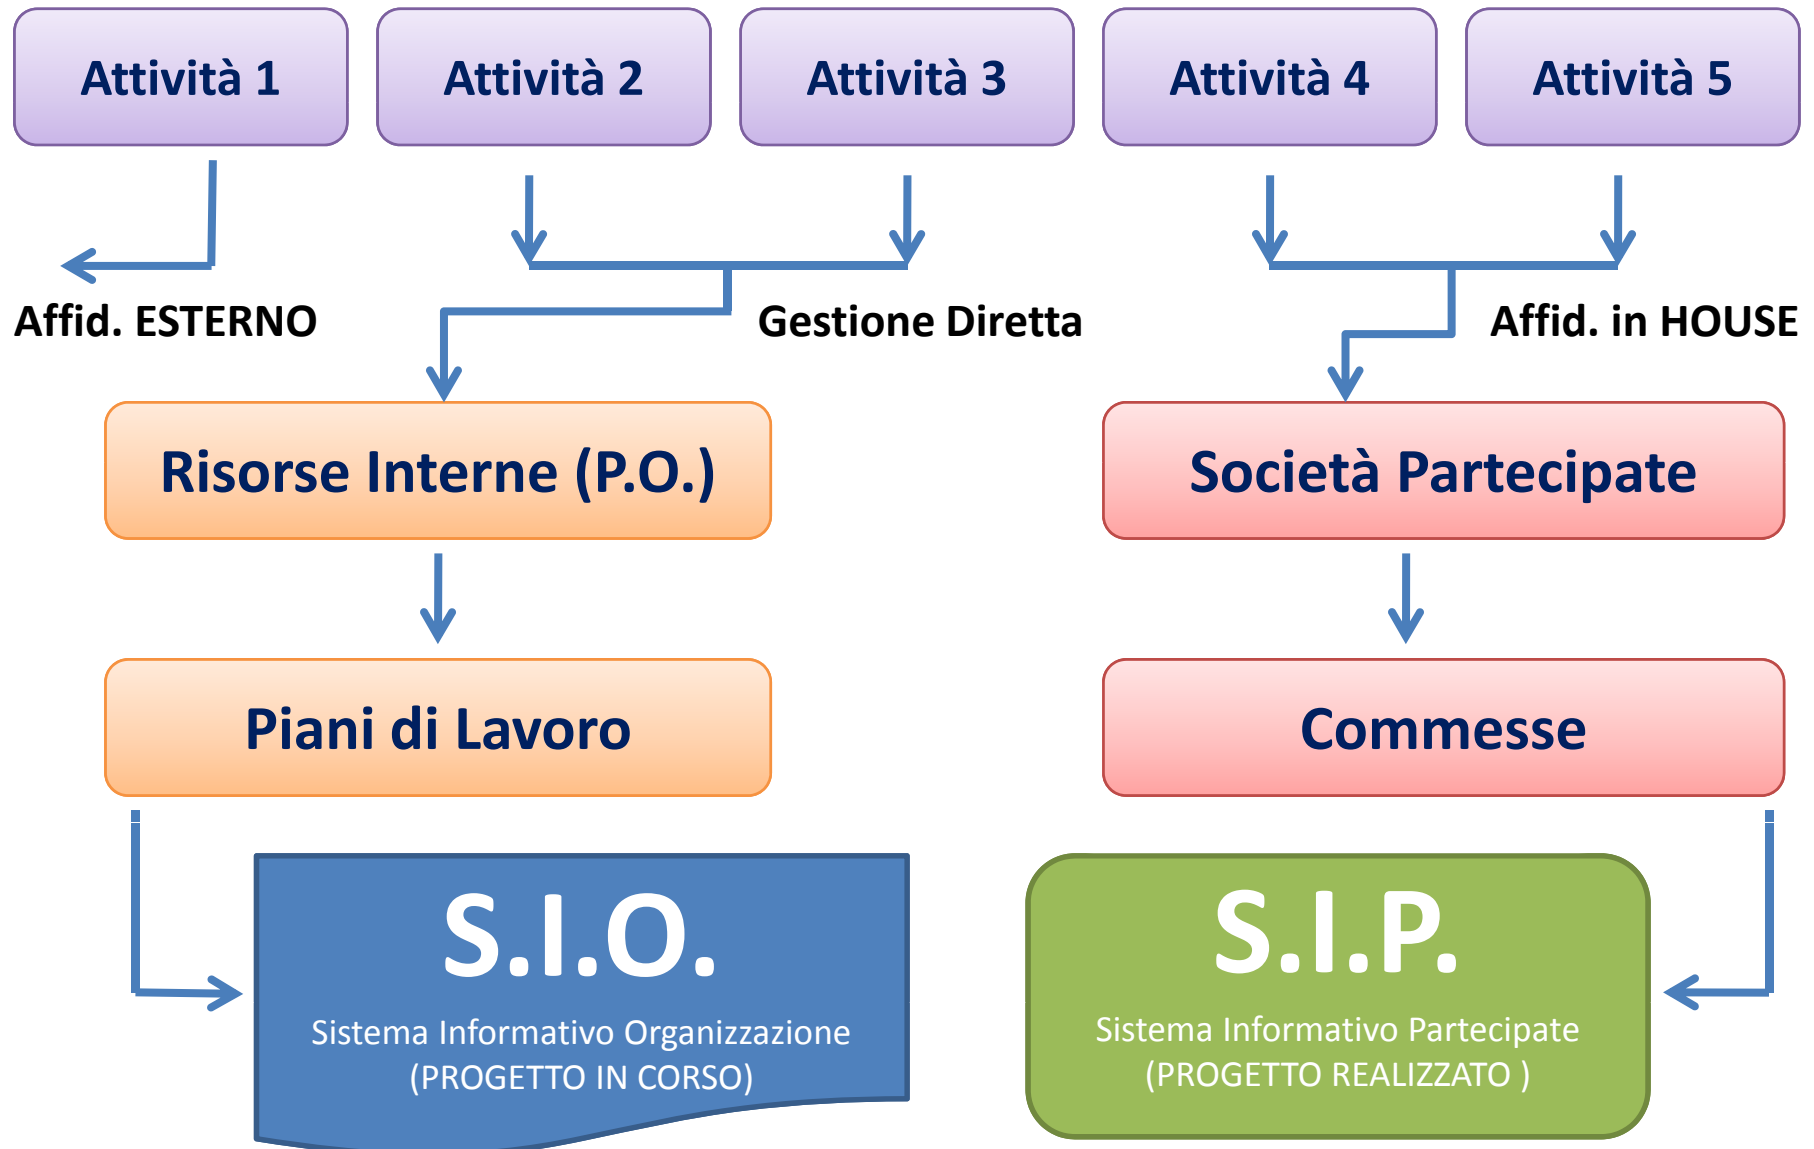 Attività 1
Attività 2
Attività 3
Attività 4
Attività 5
Affid. ESTERNO
Gestione Diretta
Affid. in HOUSE
Risorse Interne (P.O.)
Società Partecipate
Piani di Lavoro
Commesse
S.I.O.
Sistema Informativo Organizzazione
(PROGETTO IN CORSO)
S.I.P.
Sistema Informativo Partecipate
(PROGETTO REALIZZATO )